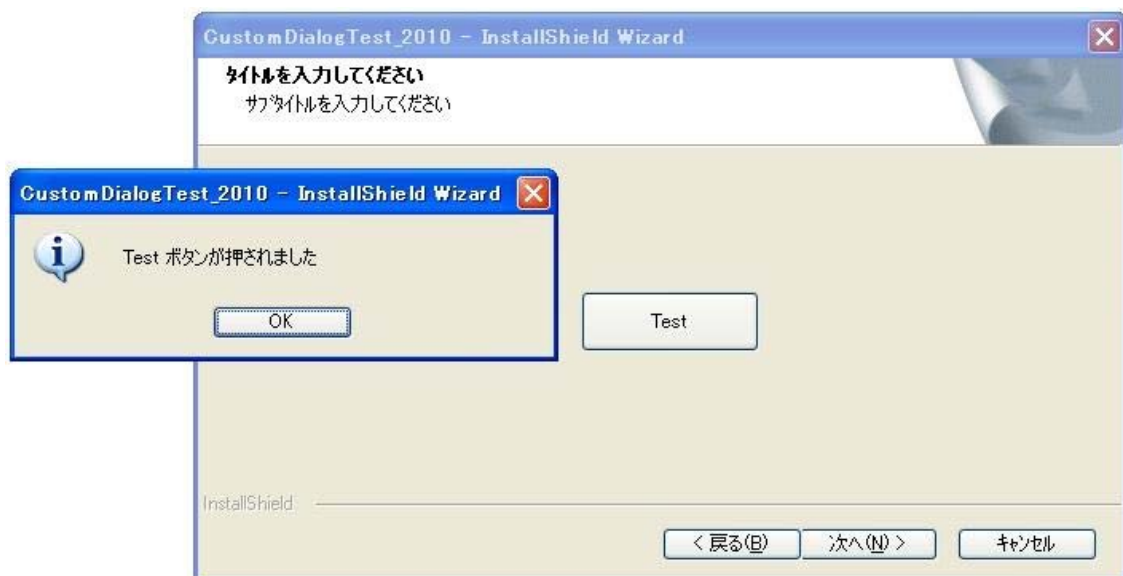 CustomDialogTest_2010 - InstallShield Wizard
タイトルを入力してください
サブタイトルを入力してください
CustomDialogTest_2010 - InstallShield Wizard
Test ボタンが押されました
OK
Test
InstallShield
< 戻る(B)
次へ(N) >
キャンセル